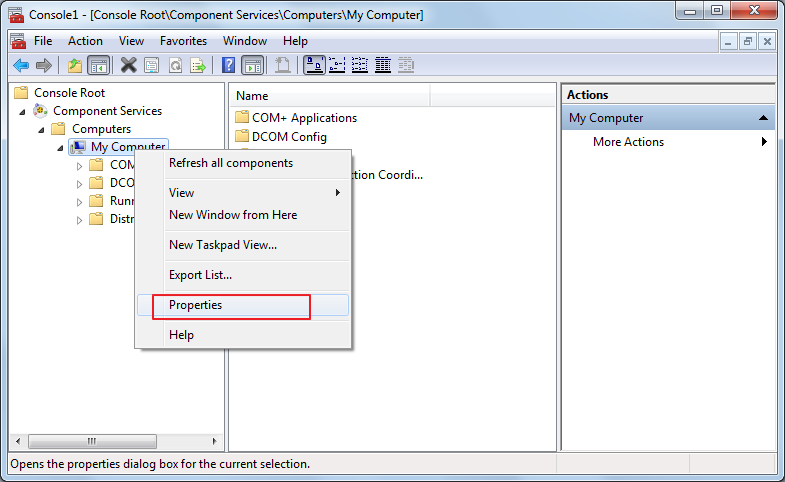 Console1 - [Console Root\Component Services\Computers\My Computer]
File Action View Favorites Window Help
Console Root
Component Services
Computers
My Computer
COM
DCO
Runn
Distr
Name
COM+ Applications
DCOM Config
ction Coordi...
Refresh all components
View
New Window from Here
New Taskpad View...
Export List...
Properties
Help
Actions
My Computer
More Actions
Opens the properties dialog box for the current selection.